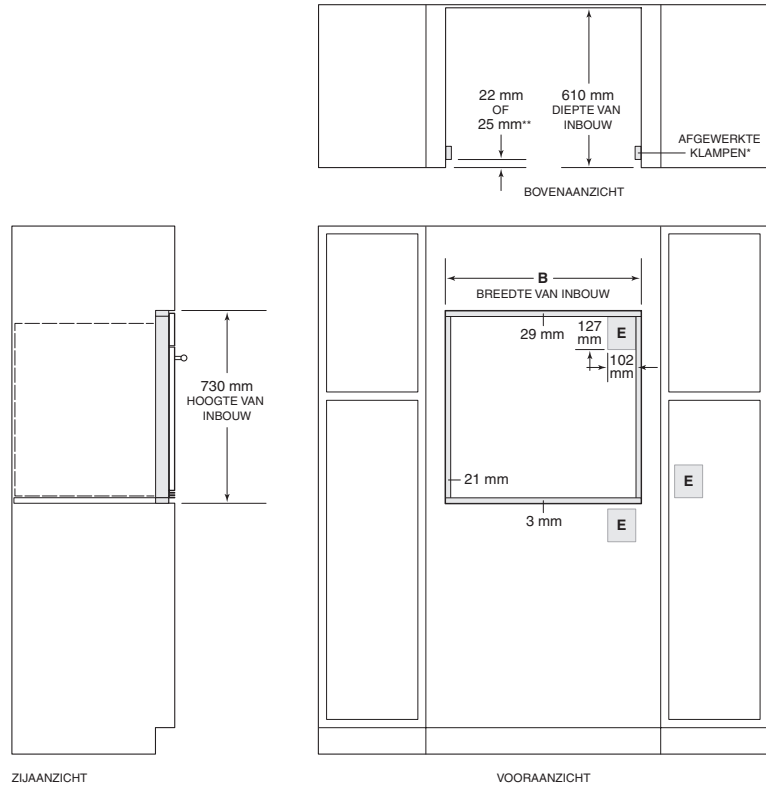 22 mm
OF
25 mm**
610 mm
DIEPTE VAN
INBOUW
AFGEWERKTE
KLAMPEN*
BOVENAANZICHT
B
BREEDTE VAN INBOUW
29 mm
127
mm
E
102
mm
730 mm
HOOGTE VAN
INBOUW
21 mm
E
3 mm
E
ZIJAANZICHT
VOORAANZICHT